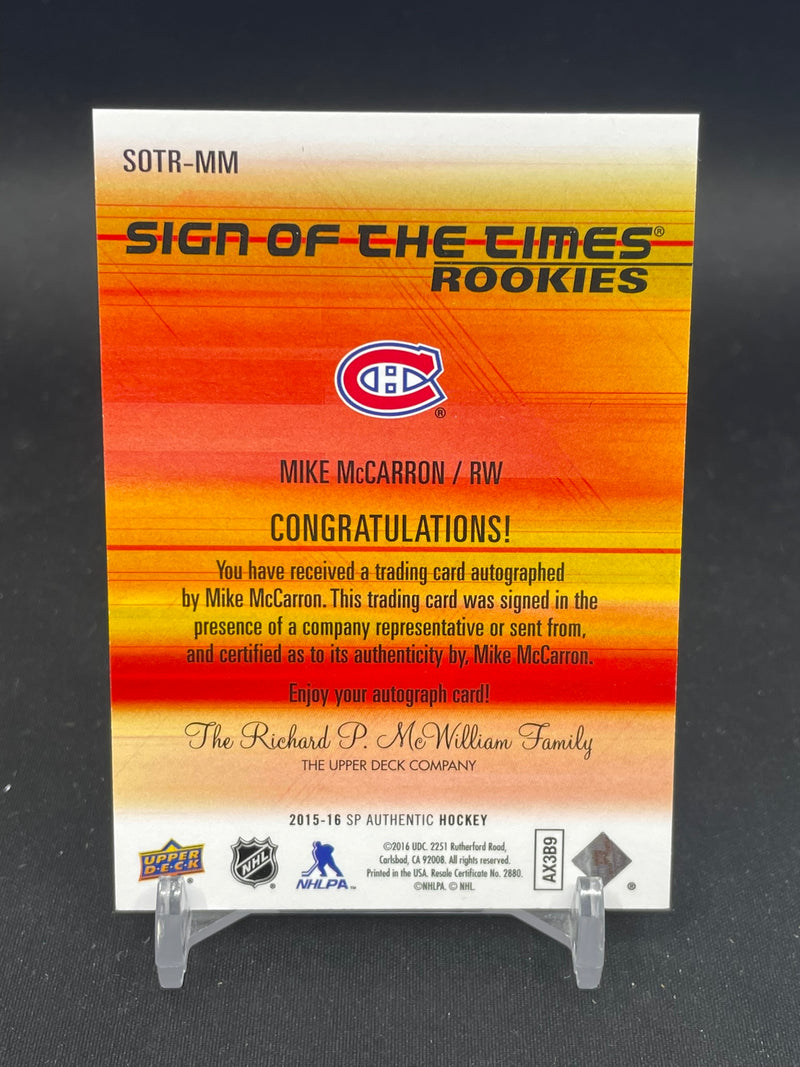 SOTR-MM
SIGN OF THE TIMES®
ROOKIES
®
MIKE McCARRON / RW
CONGRATULATIONS!
You have received a trading card autographed
by Mike McCarron. This trading card was signed in the
presence of a company representative or sent from,
and certified as to its authenticity by, Mike McCarron.
Enjoy your autograph card!
The Richard P. McWilliam Family
THE UPPER DECK COMPANY
2015-16 SP AUTHENTIC HOCKEY
UPPER
D·E·C·K
®
NHL
®
NHLPA™
©2016 UDC. 2251 Rutherford Road,
Carlsbad, CA 92008. All rights reserved.
Printed in the USA. Resale Certificate No. 2880.
©NHLPA. © NHL.
AX3B9
®